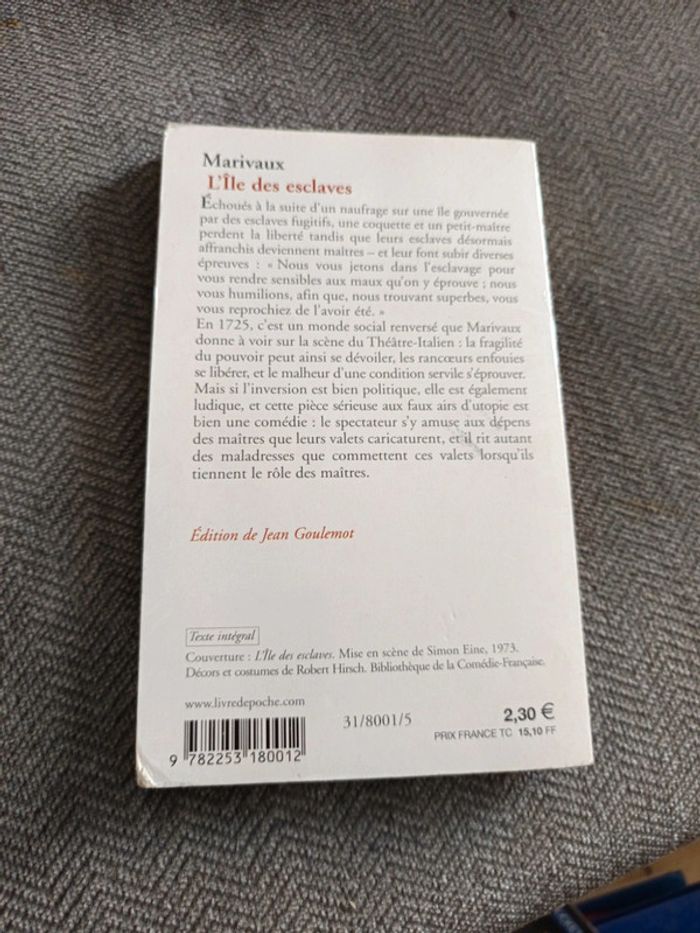 Marivaux
L'Île des esclaves
Échoués à la suite d'un naufrage sur une île gouvernée
par des esclaves fugitifs, une coquette et un petit-maître
perdent la liberté tandis que leurs esclaves désormais
affranchis deviennent maîtres – et leur font subir diverses
épreuves : « Nous vous jetons dans l'esclavage pour
vous rendre sensibles aux maux qu'on y éprouve ; nous
vous humilions, afin que, nous trouvant superbes, vous
vous reprochiez de l'avoir été. »
En 1725, c'est un monde social renversé que Marivaux
donne à voir sur la scène du Théâtre-Italien : la fragilité
du pouvoir peut ainsi se dévoiler, les rancœurs enfouies
se libérer, et le malheur d'une condition servile s'éprouver.
Mais si l'inversion est bien politique, elle est également
ludique, et cette pièce sérieuse aux faux airs d'utopie est
bien une comédie : le spectateur s'y amuse aux dépens
des maîtres que leurs valets caricaturent, et il rit autant
des maladresses que commettent ces valets lorsqu'ils
tiennent le rôle des maîtres.
Édition de Jean Goulemot
Texte intégral
Couverture : L'Île des esclaves. Mise en scène de Simon Eine, 1973.
Décors et costumes de Robert Hirsch. Bibliothèque de la Comédie-Française.
www.livredepoche.com
31/8001/5
2,30 €
PRIX FRANCE TC 15,10 FF
9 782253 180012